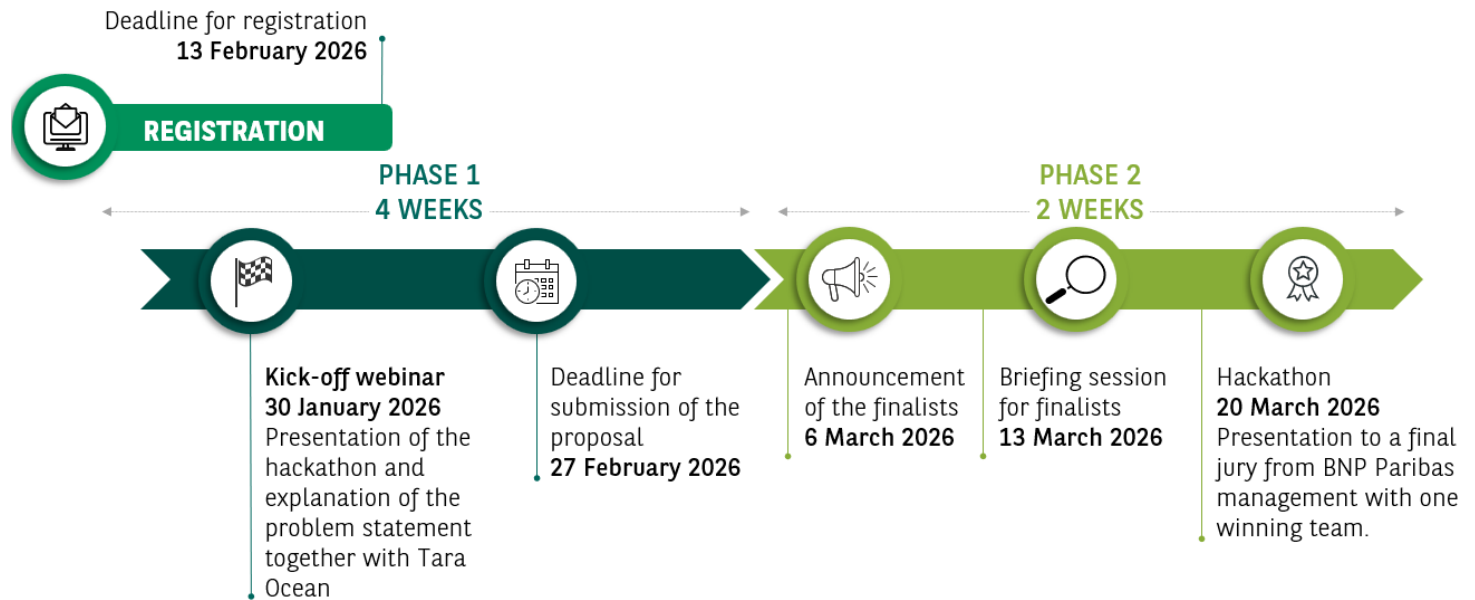 Deadline for registration
13 February 2026
REGISTRATION
PHASE 1
4 WEEKS
PHASE 2
2 WEEKS
Kick-off webinar
30 January 2026
Presentation of the
hackathon and
explanation of the
problem statement
together with Tara
Ocean
Deadline for
submission of the
proposal
27 February 2026
Announcement
of the finalists
6 March 2026
Briefing session
for finalists
13 March 2026
Hackathon
20 March 2026
Presentation to a final
jury from BNP Paribas
management with one
winning team.